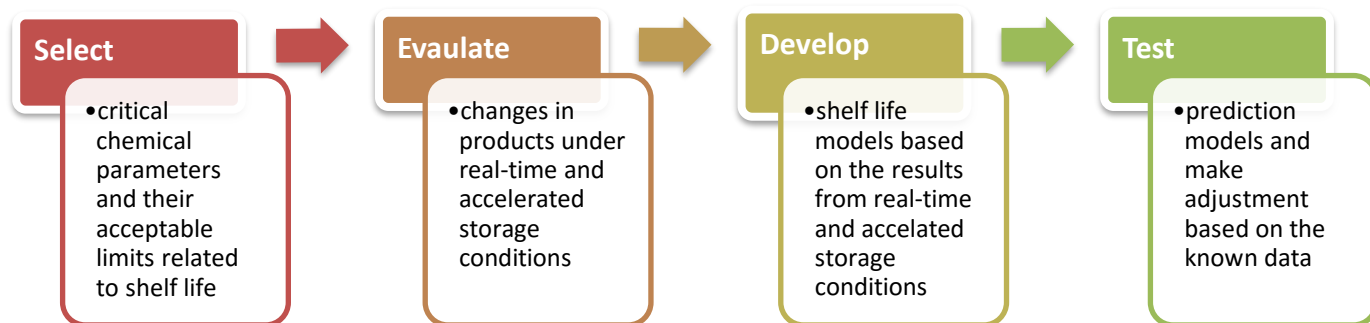 Select
•critical
chemical
parameters
and their
acceptable
limits related
to shelf life
Evaulate
•changes in
products under
real-time and
accelerated
storage
conditions
Develop
•shelf life
models based
on the results
from real-time
and accelated
storage
conditions
Test
•prediction
models and
make
adjustment
based on the
known data